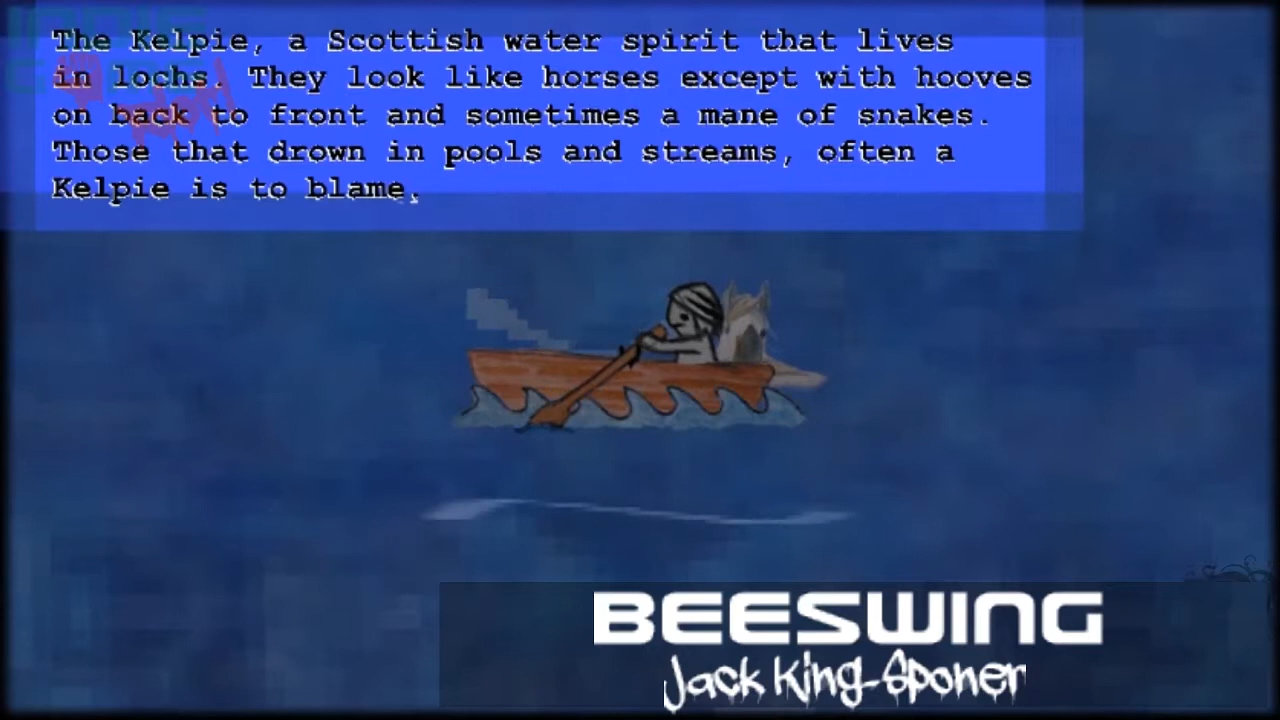 The Kelpie, a Scottish water spirit that lives
in lochs. They look like horses except with hooves
on back to front and sometimes a mane of snakes.
Those that drown in pools and streams, often a
Kelpie is to blame.
BEESWING
Jack King-Sponer